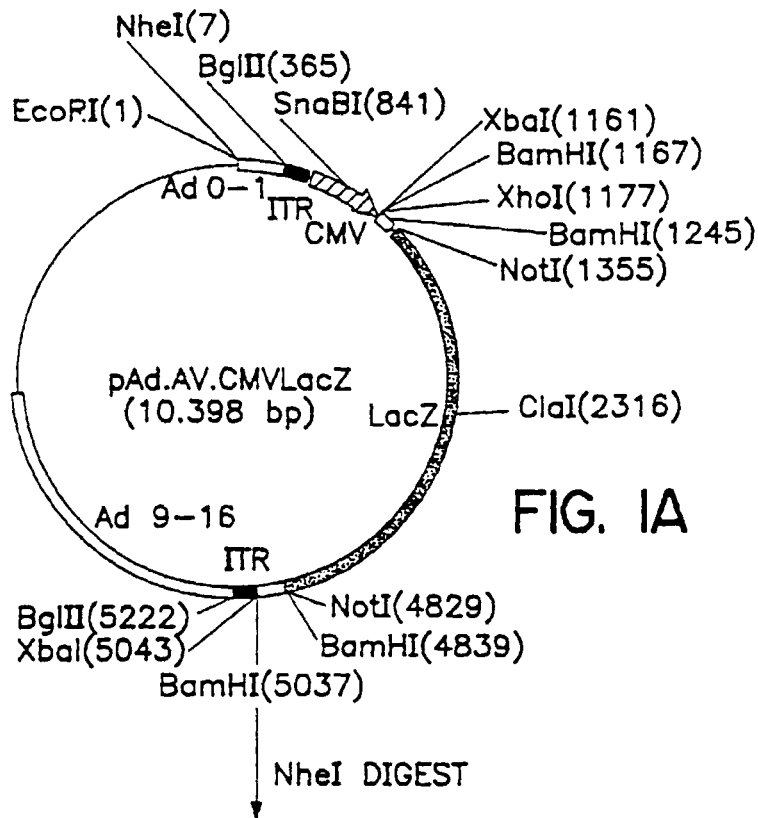 NheI(7)
BglII(365)
SnaBI(841)
EcoRI(1)
XbaI(1161)
BamHI(1167)
XhoI(1177)
BamHI(1245)
NotI(1355)
Ad 0-1
ITR
CMV
pAd.AV.CMVLacZ
(10.398 bp)
LacZ
ClaI(2316)
FIG. 1A
Ad 9-16
ITR
BglII(5222)
NotI(4829)
XbaI(5043)
BamHI(4839)
BamHI(5037)
NheI DIGEST